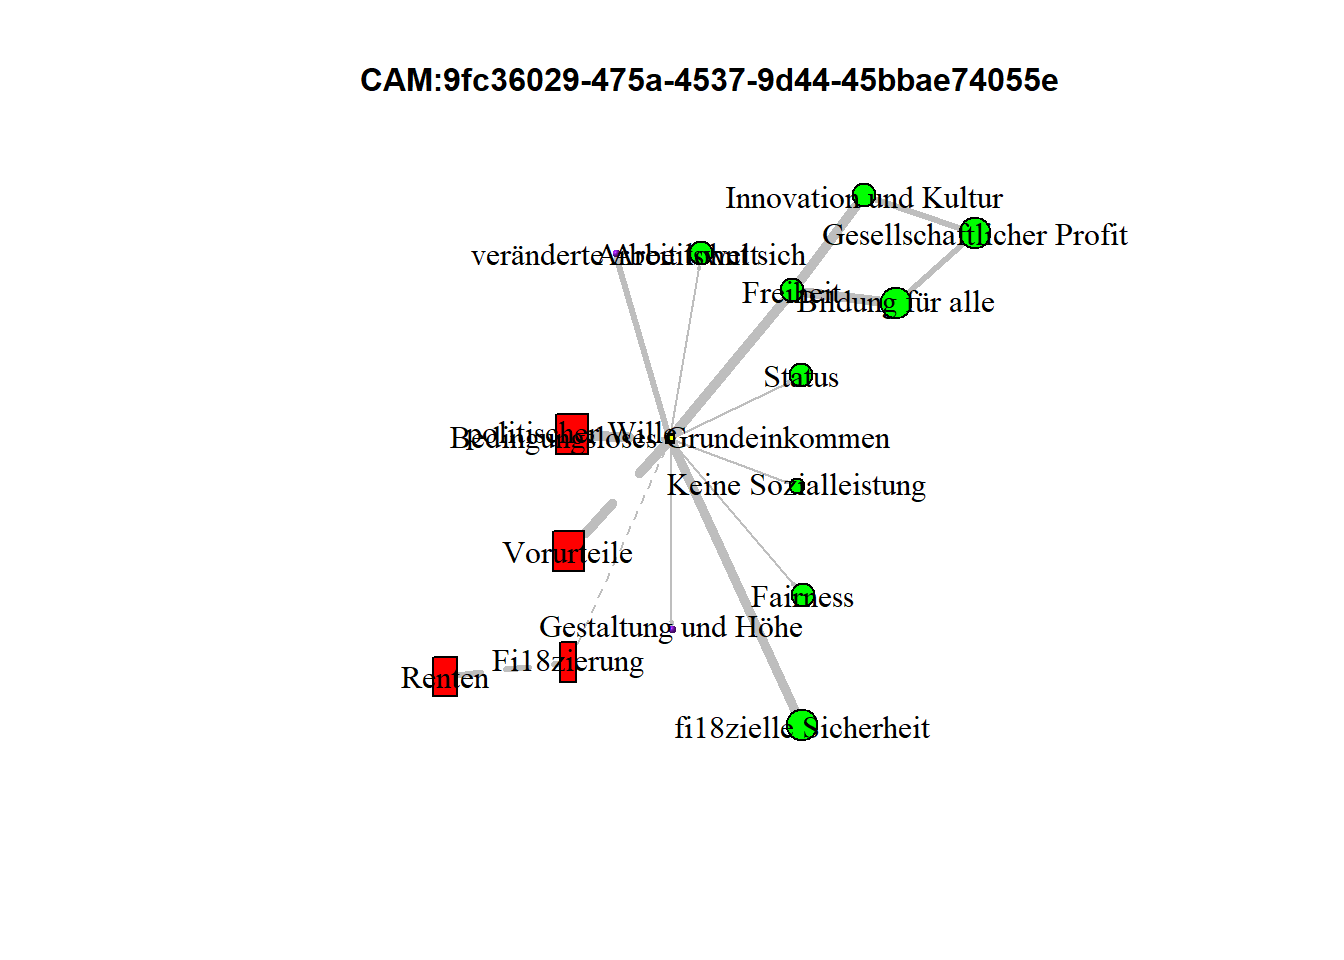 CAM:9fc36029-475a-4537-9d44-45bbae74055e
Innovation und Kultur
Gesellschaftlicher Profit
veränderte Arbeitswelt
Arbeit lohnt sich
Freiheit
Bildung für alle
Status
politischer Wille
Bedingungsloses Grundeinkommen
Keine Sozialleistung
Vorurteile
Fairness
Gestaltung und Höhe
Fi18zierung
Renten
fi18zielle Sicherheit